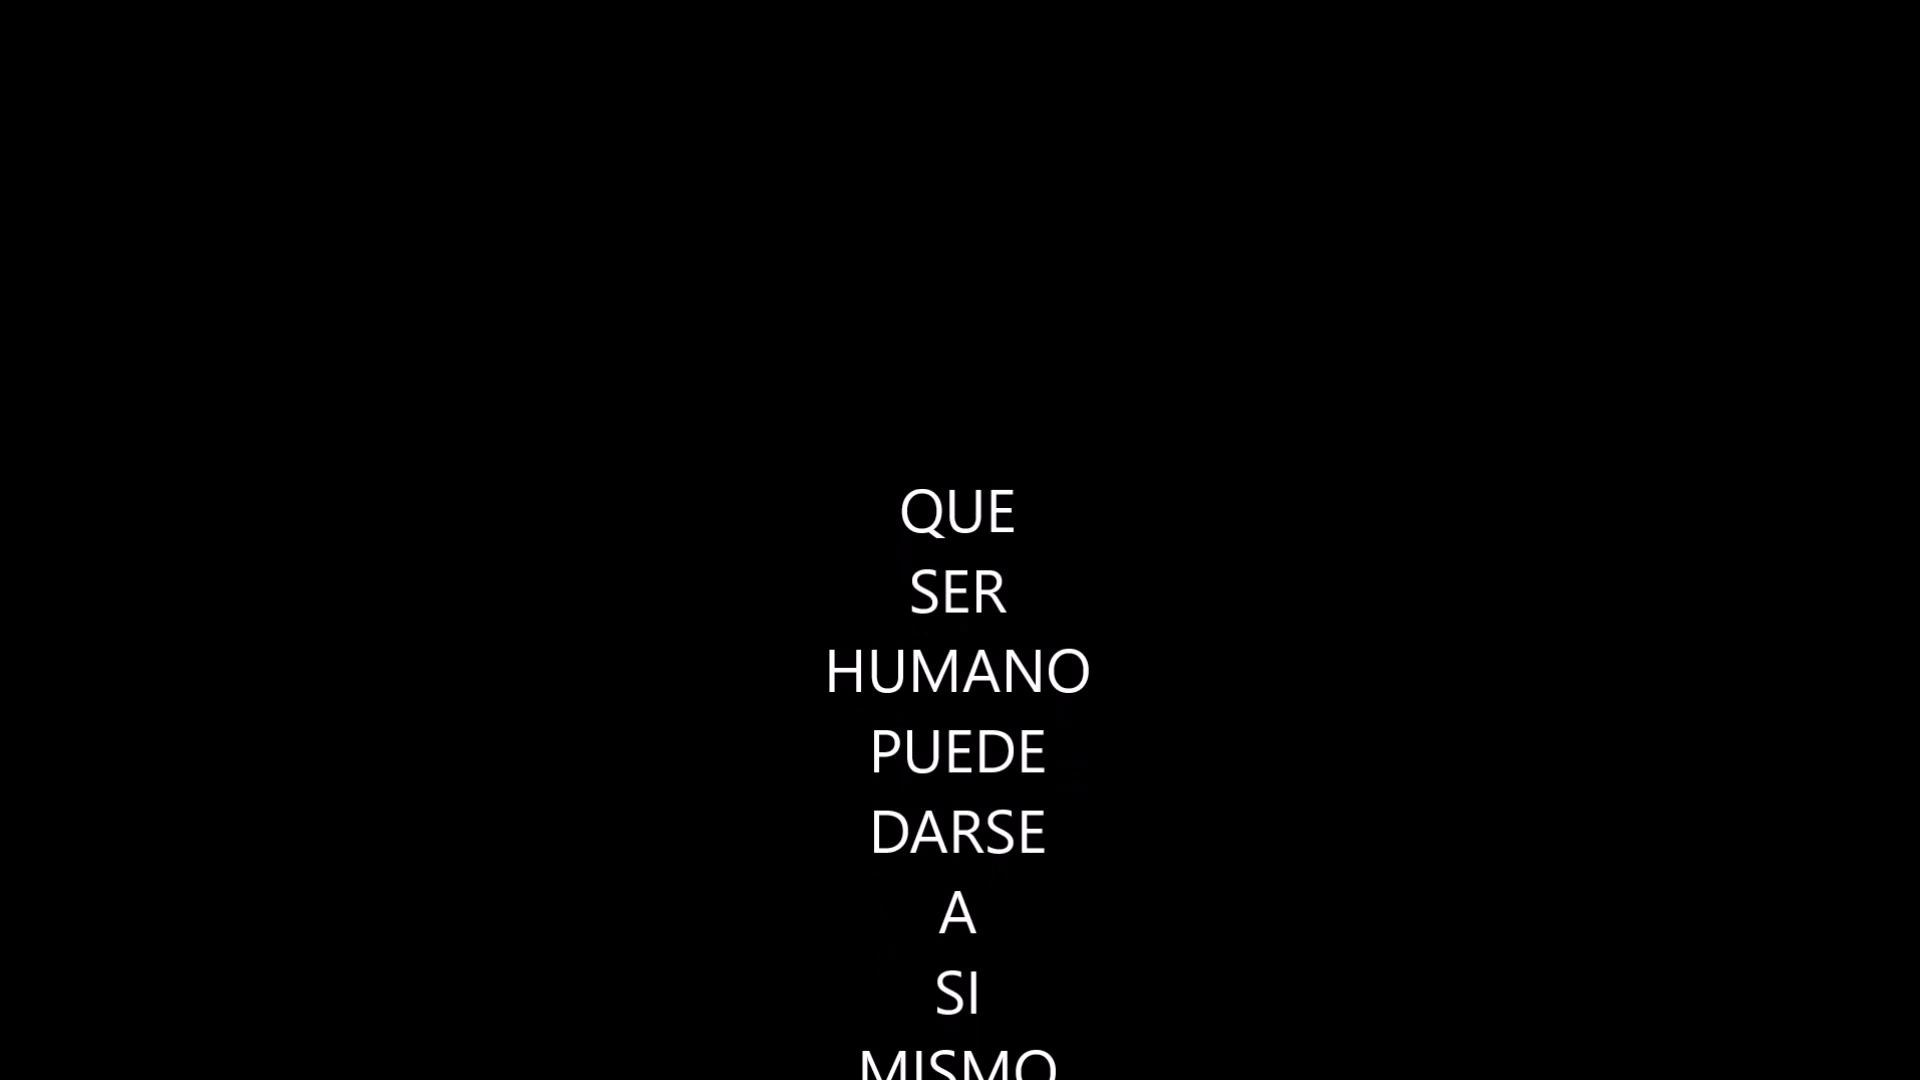 QUE
SER
HUMANO
PUEDE
DARSE
A
SI
MISMO